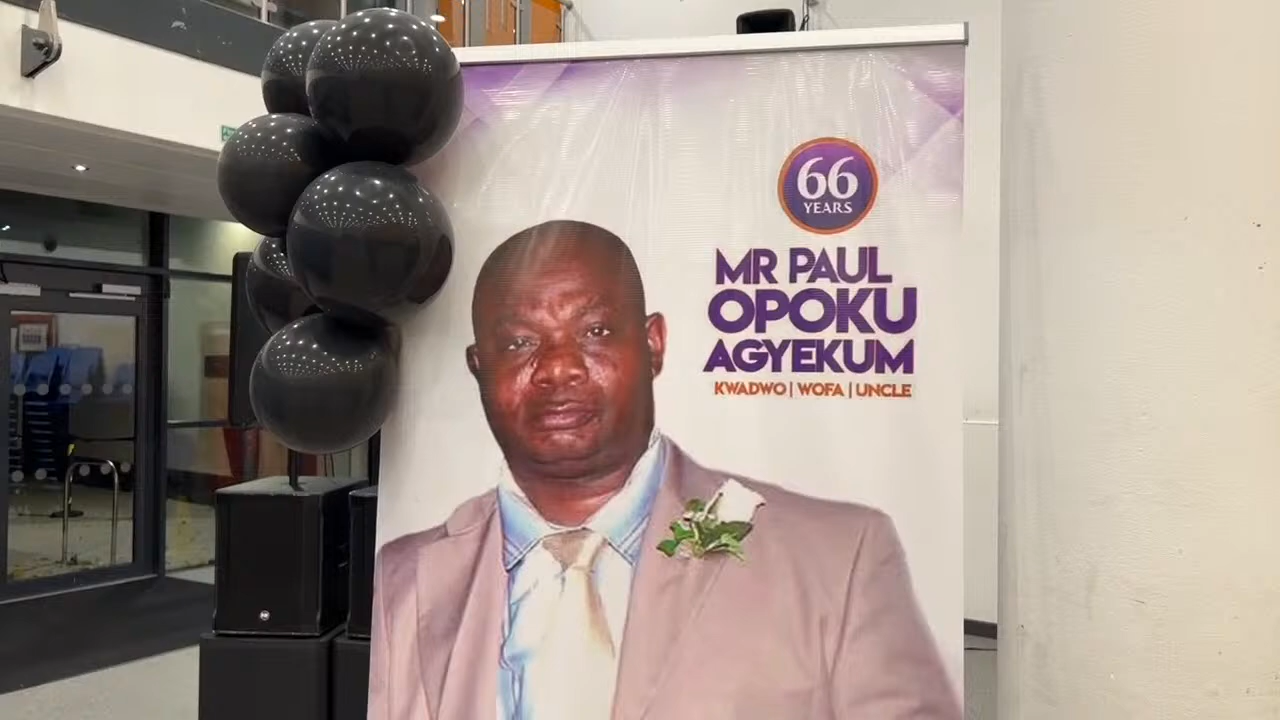 66
YEARS
MR PAUL
OPOKU
AGYEKUM
KWADWO | WOFA | UNCLE